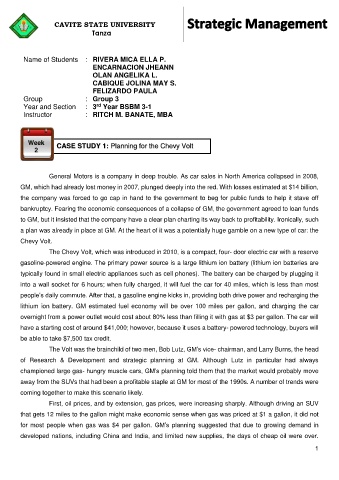 CAVITE STATE UNIVERSITY
Tanza
Strategic Management
Name of Students : RIVERA MICA ELLA P.
ENCARNACION JHEANN
OLAN ANGELIKA L.
CABIQUE JOLINA MAY S.
FELIZARDO PAULA
Group : Group 3
Year and Section : 3rd Year BSBM 3-1
Instructor : RITCH M. BANATE, MBA
Week
2
CASE STUDY 1: Planning for the Chevy Volt
General Motors is a company in deep trouble. As car sales in North America collapsed in 2008,
GM, which had already lost money in 2007, plunged deeply into the red. With losses estimated at $14 billion,
the company was forced to go cap in hand to the government to beg for public funds to help it stave off
bankruptcy. Fearing the economic consequences of a collapse of GM, the government agreed to loan funds
to GM, but it insisted that the company have a clear plan charting its way back to profitability. Ironically, such
a plan was already in place at GM. At the heart of it was a potentially huge gamble on a new type of car: the
Chevy Volt.
The Chevy Volt, which was introduced in 2010, is a compact, four- door electric car with a reserve
gasoline-powered engine. The primary power source is a large lithium ion battery (lithium ion batteries are
typically found in small electric appliances such as cell phones). The battery can be charged by plugging it
into a wall socket for 6 hours; when fully charged, it will fuel the car for 40 miles, which is less than most
people's daily commute. After that, a gasoline engine kicks in, providing both drive power and recharging the
lithium ion battery. GM estimated fuel economy will be over 100 miles per gallon, and charging the car
overnight from a power outlet would cost about 80% less than filling it with gas at $3 per gallon. The car will
have a starting cost of around $41,000; however, because it uses a battery- powered technology, buyers will
be able to take $7,500 tax credit.
The Volt was the brainchild of two men, Bob Lutz, GM's vice- chairman, and Larry Burns, the head
of Research & Development and strategic planning at GM. Although Lutz in particular had always
championed large gas- hungry muscle cars, GM's planning told them that the market would probably move
away from the SUVs that had been a profitable staple at GM for most of the 1990s. A number of trends were
coming together to make this scenario likely.
First, oil prices, and by extension, gas prices, were increasing sharply. Although driving an SUV
that gets 12 miles to the gallon might make economic sense when gas was priced at $1 a gallon, it did not
for most people when gas was $4 per gallon. GM's planning suggested that due to growing demand in
developed nations, including China and India, and limited new supplies, the days of cheap oil were over.
1